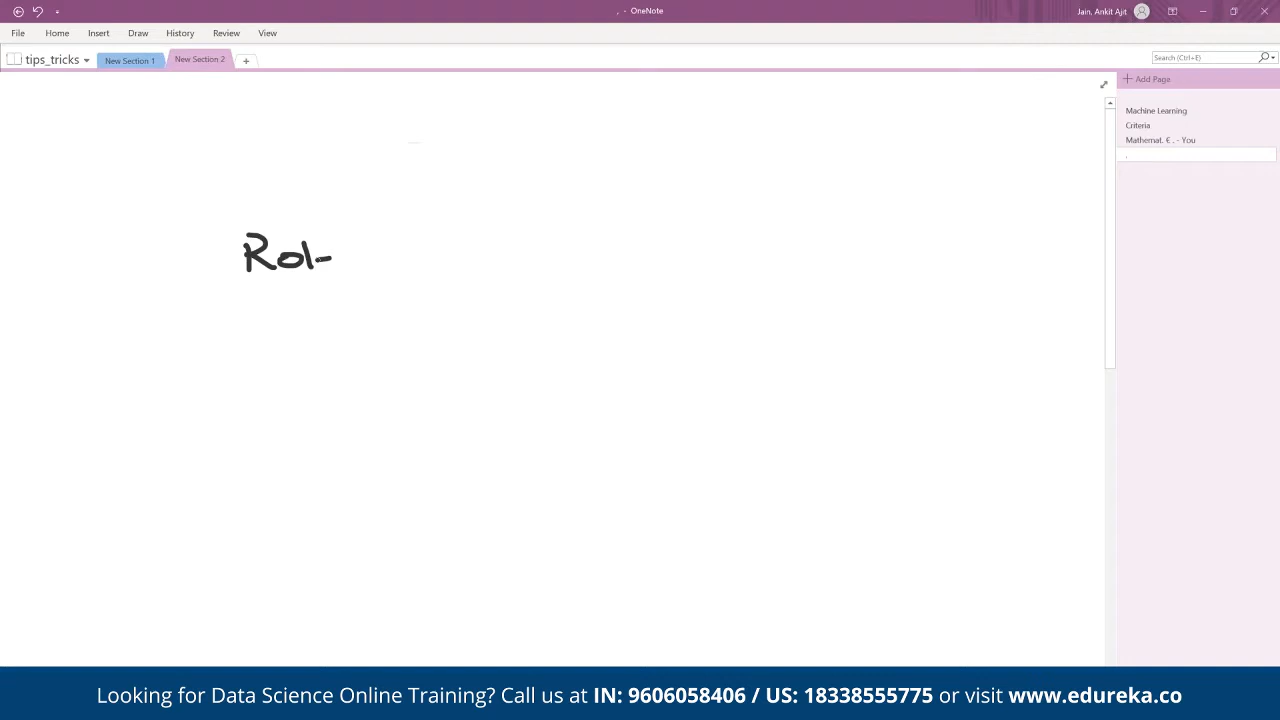 , - OneNote
Jain, Ankit Ajit
File Home Insert Draw History Review View
tips_tricks New Section 1 New Section 2 +
Search (Ctrl+E)
Add Page
Machine Learning
Criteria
Mathemat. € . - You
,
Rol-
Looking for Data Science Online Training? Call us at IN: 9606058406 / US: 18338555775 or visit www.edureka.co